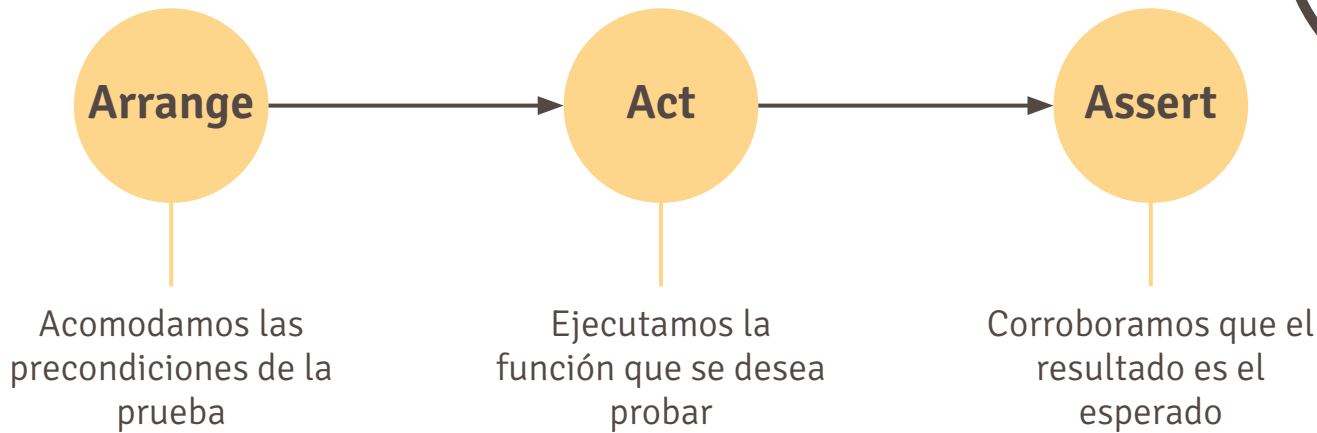 Arrange
Act
Assert
Acomodamos las
precondiciones de la
prueba
Ejecutamos la
función que se desea
probar
Corroboramos que el
resultado es el
esperado